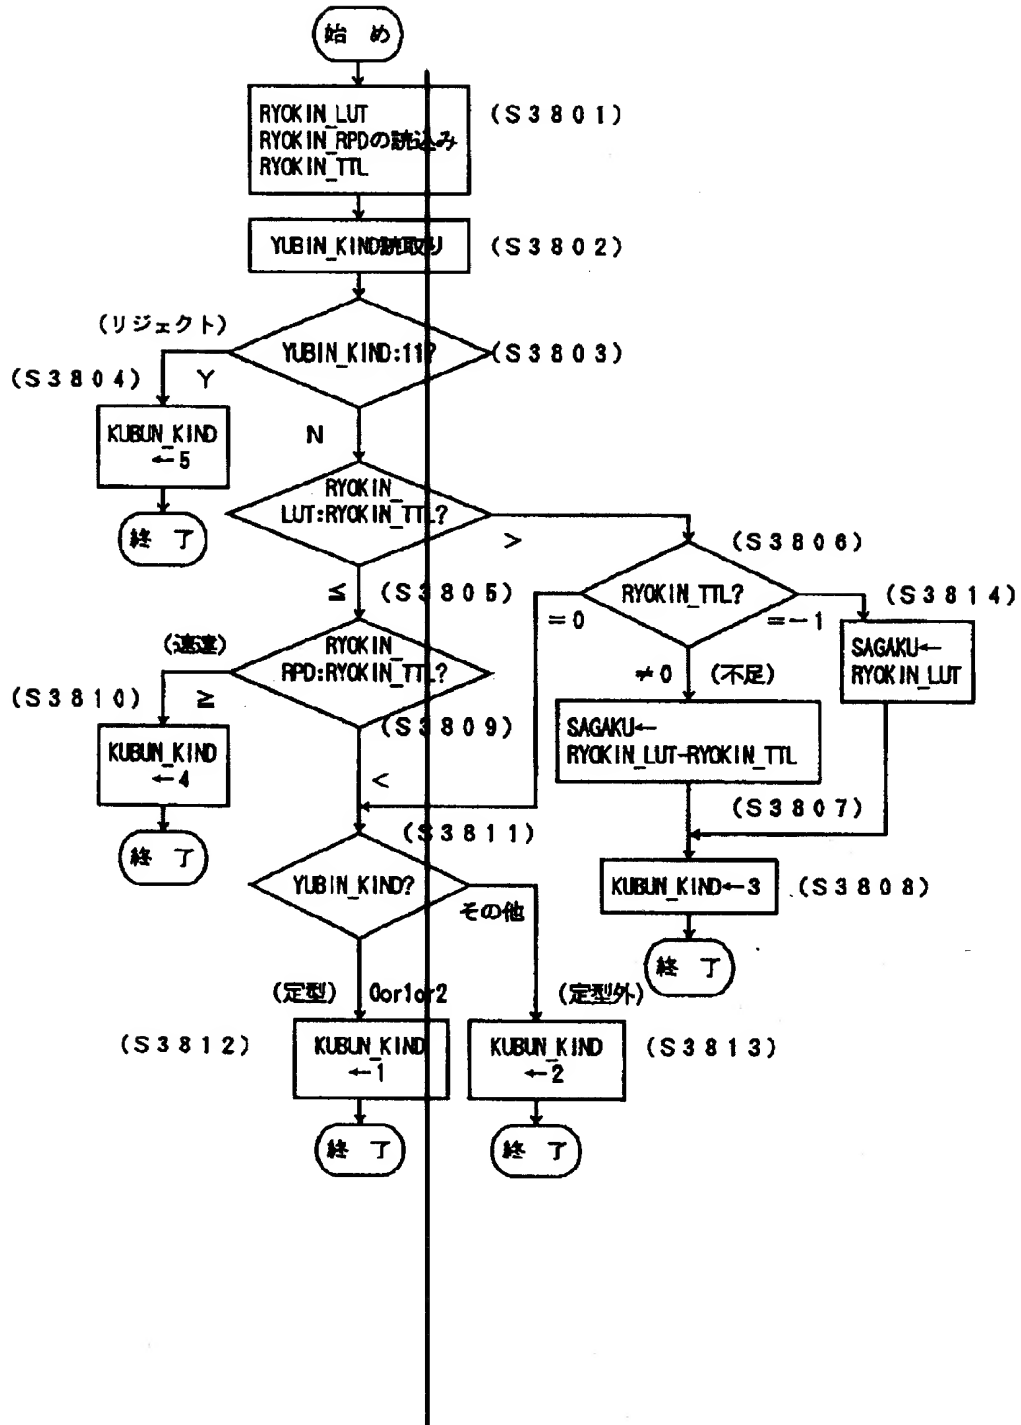 始 め
RYOKIN_LUT
RYOKIN_RPDの読込み
RYOKIN_TTL
(S3801)
YUBIN_KIND読取り
(S3802)
(リジェクト)
YUBIN_KIND:11?
(S3803)
(S3804)
Y
KUBUN_KIND
←5
終 了
N
RYOKIN_
LUT:RYOKIN_TTL?
>
≦
(S3805)
(S3806)
RYOKIN_TTL?
=0
=-1
(S3814)
SAGAKU←
RYOKIN_LUT
≠0
(不足)
SAGAKU←
RYOKIN_LUT-RYOKIN_TTL
(S3807)
KUBUN_KIND←3
(S3808)
終 了
(速達)
RYOKIN_
RPD:RYOKIN_TTL?
(S3810)
≧
(S3809)
KUBUN_KIND
←4
終 了
<
(S3811)
YUBIN_KIND?
その他
(定型)
0or1or2
(定型外)
(S3812)
KUBUN_KIND
←1
KUBUN_KIND
←2
(S3813)
終 了
終 了